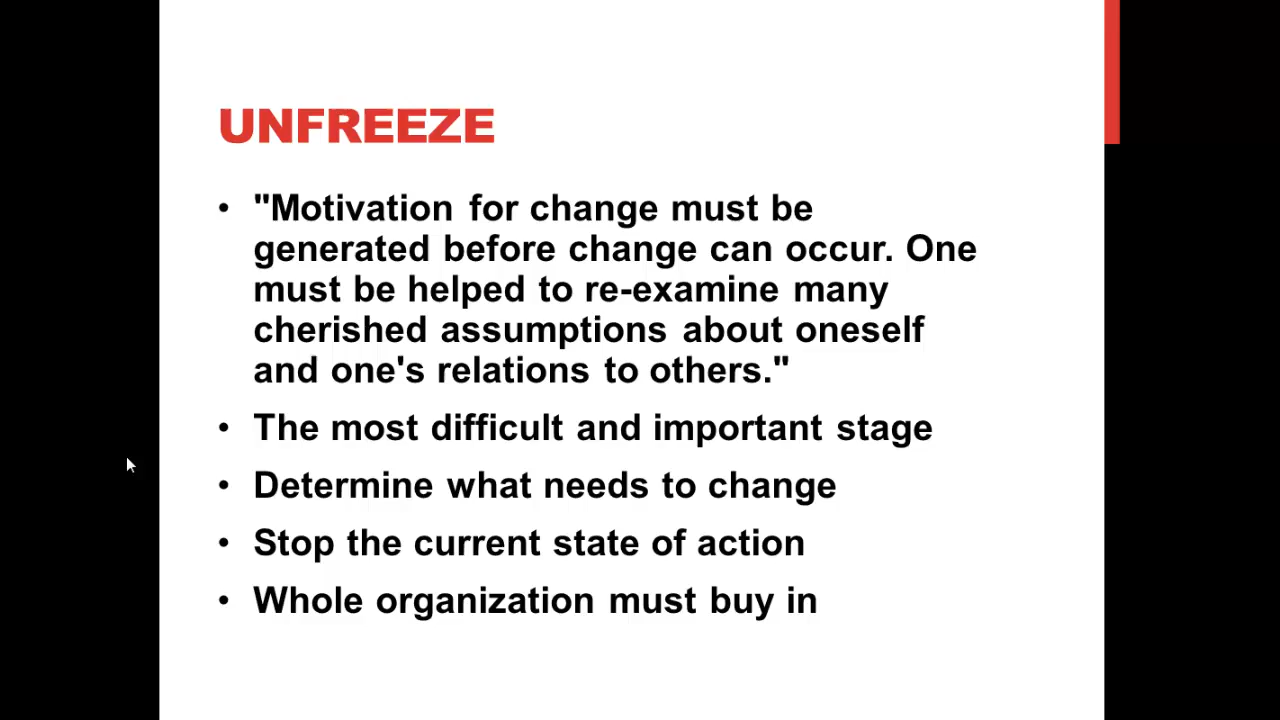 UNFREEZE
• "Motivation for change must be
generated before change can occur. One
must be helped to re-examine many
cherished assumptions about oneself
and one's relations to others."
• The most difficult and important stage
• Determine what needs to change
• Stop the current state of action
• Whole organization must buy in